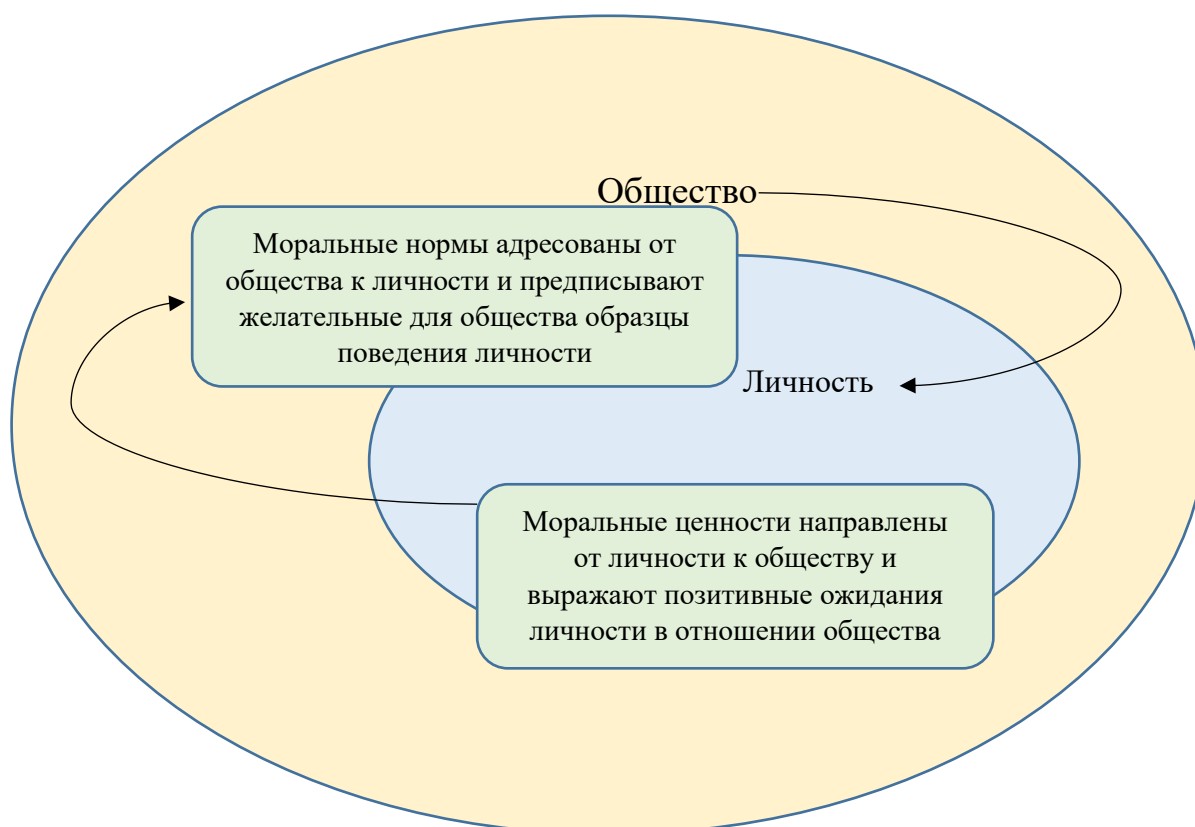 Общество
Моральные нормы адресованы от
общества к личности и предписывают
желательные для общества образцы
поведения личности
Личность
Моральные ценности направлены
от личности к обществу и
выражают позитивные ожидания
личности в отношении общества